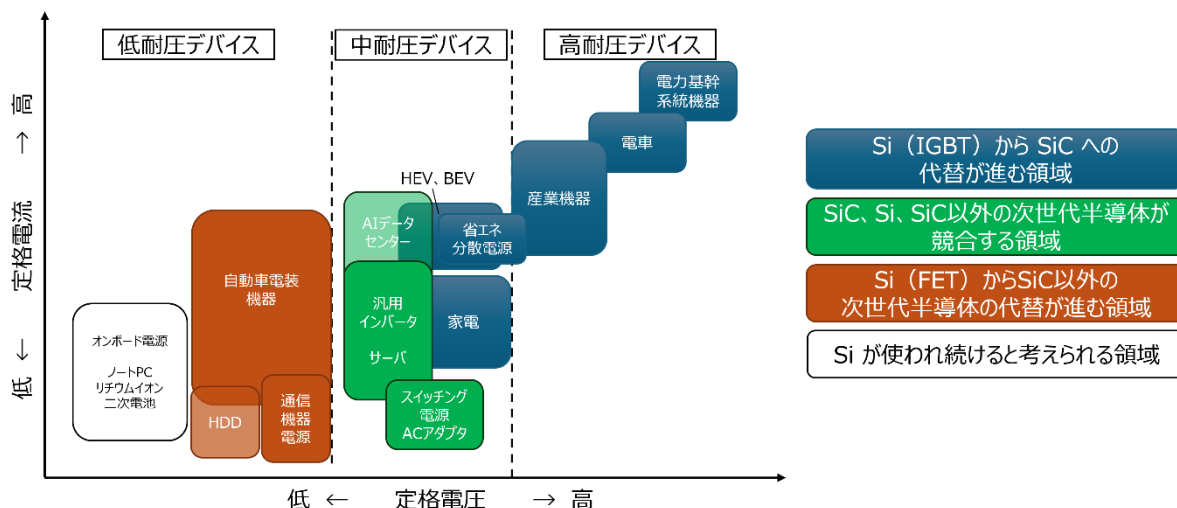 低耐圧デバイス
中耐圧デバイス
高耐圧デバイス
低 ← 定格電流 → 高
電力基幹
系統機器
電車
産業機器
HEV、BEV
省エネ
分散電源
AIデータ
センター
汎用
インバータ
サーバ
家電
スイッチング
電源
ACアダプタ
自動車電装
機器
オンボード電源
ノートPC
リチウムイオン
二次電池
HDD
通信
機器
電源
低 ← 定格電圧 → 高
Si（IGBT）から SiC への
代替が進む領域
SiC、Si、SiC以外の次世代半導体が
競合する領域
Si（FET）からSiC以外の
次世代半導体の代替が進む領域
Si が使われ続けると考えられる領域